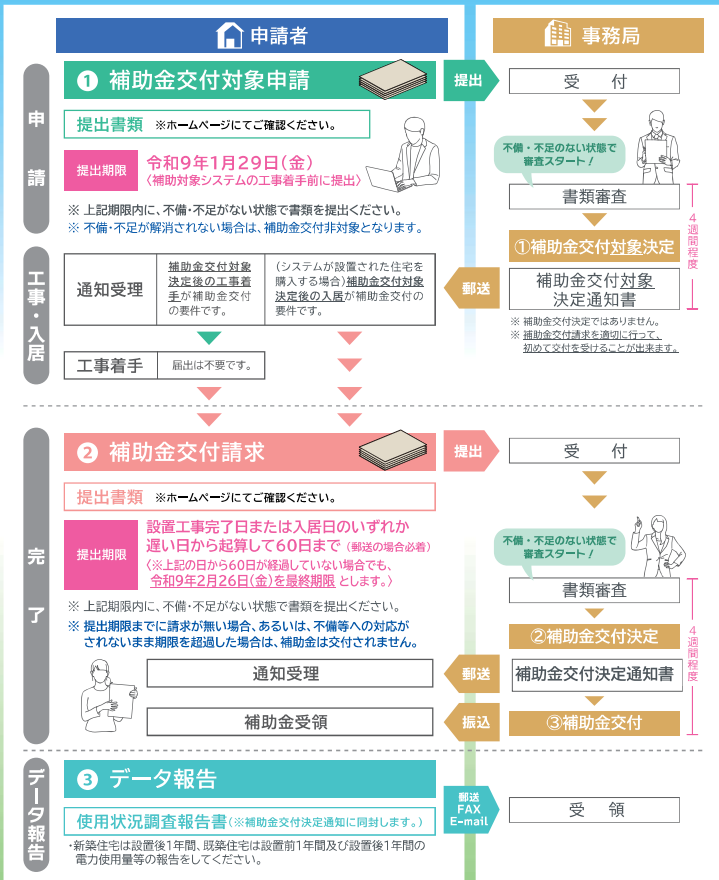 申請者
事務局
申請
① 補助金交付対象申請
提出
受　付
提出書類 ※ホームページにてご確認ください。
提出期限
令和9年1月29日(金)
〈補助対象システムの工事着手前に提出〉
※ 上記期限内に、不備・不足がない状態で書類を提出ください。
※ 不備・不足が解消されない場合は、補助金交付非対象となります。
不備・不足のない状態で
審査スタート！
書類審査
①補助金交付対象決定
補助金交付対象
決定通知書
4週間程度
※ 補助金交付決定ではありません。
※ 補助金交付請求を適切に行って、
初めて交付を受けることが出来ます。
郵送
工事・入居
通知受理
補助金交付対象
決定後の工事着
手が補助金交付
の要件です。
(システムが設置された住宅を
購入する場合)補助金交付対象
決定後の入居が補助金交付の
要件です。
工事着手
届出は不要です。
完了
② 補助金交付請求
提出
受　付
提出書類 ※ホームページにてご確認ください。
提出期限
設置工事完了日または入居日のいずれか
遅い日から起算して60日まで（郵送の場合必着）
〈※上記の日から60日が経過していない場合でも、
令和9年2月26日(金)を最終期限とします。〉
※ 上記期限内に、不備・不足がない状態で書類を提出ください。
※ 提出期限までに請求が無い場合、あるいは、不備等への対応が
されないまま期限を超過した場合は、補助金は交付されません。
不備・不足のない状態で
審査スタート！
書類審査
②補助金交付決定
補助金交付決定通知書
③補助金交付
4週間程度
郵送
通知受理
振込
補助金受領
データ報告
③ データ報告
郵送
FAX
E-mail
受　領
使用状況調査報告書(※補助金交付決定通知に同封します。)
・新築住宅は設置後1年間、既築住宅は設置前1年間及び設置後1年間の
電力使用量等の報告をしてください。